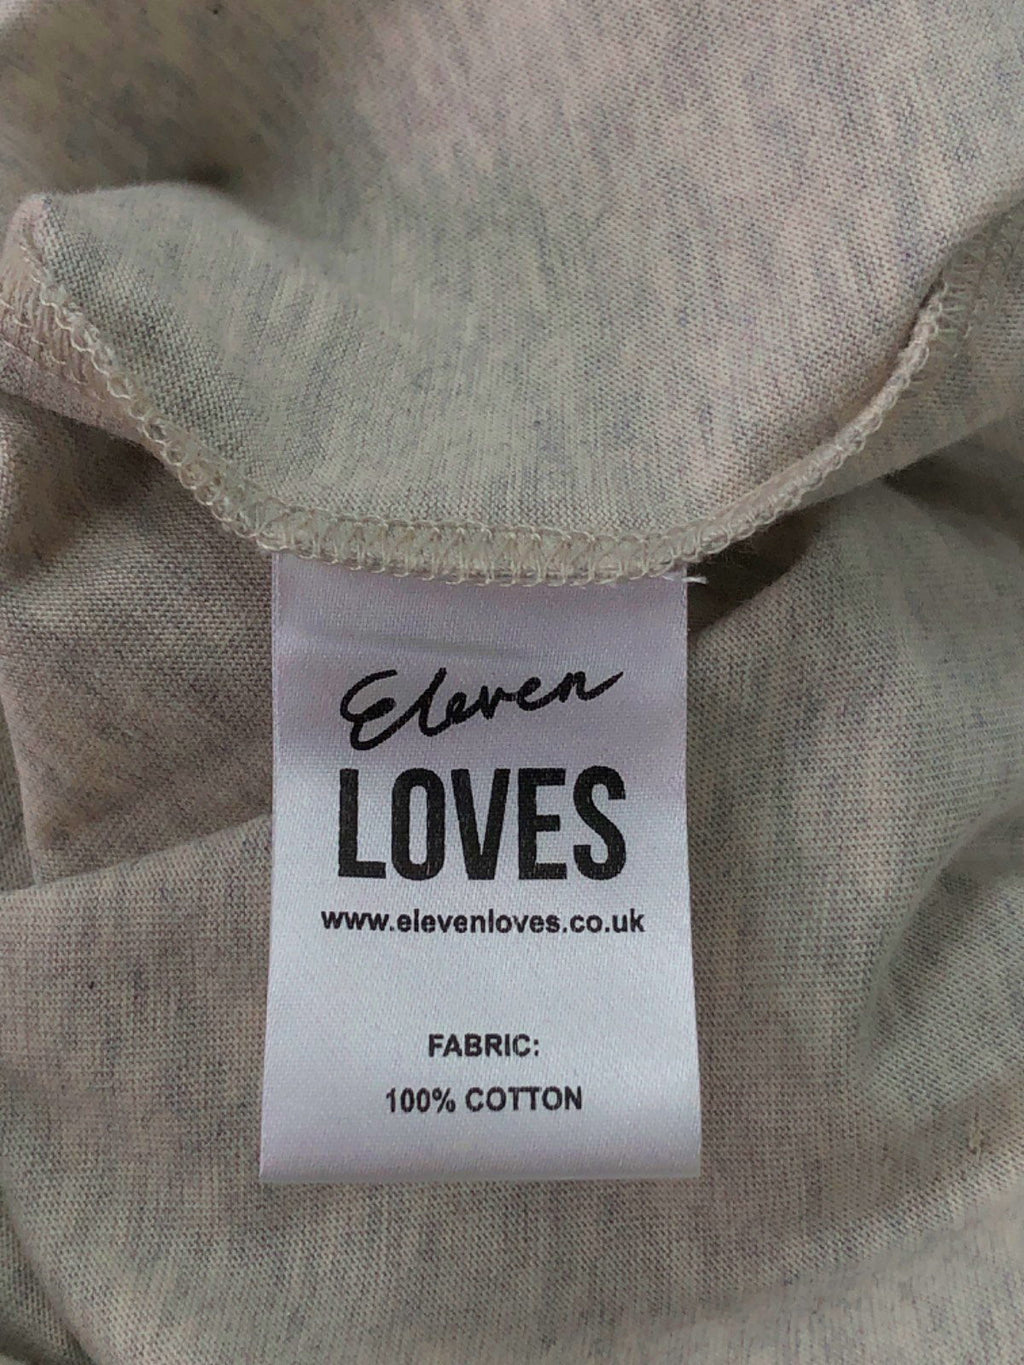 Eleven
LOVES
www.elevenloves.co.uk
FABRIC:
100% COTTON